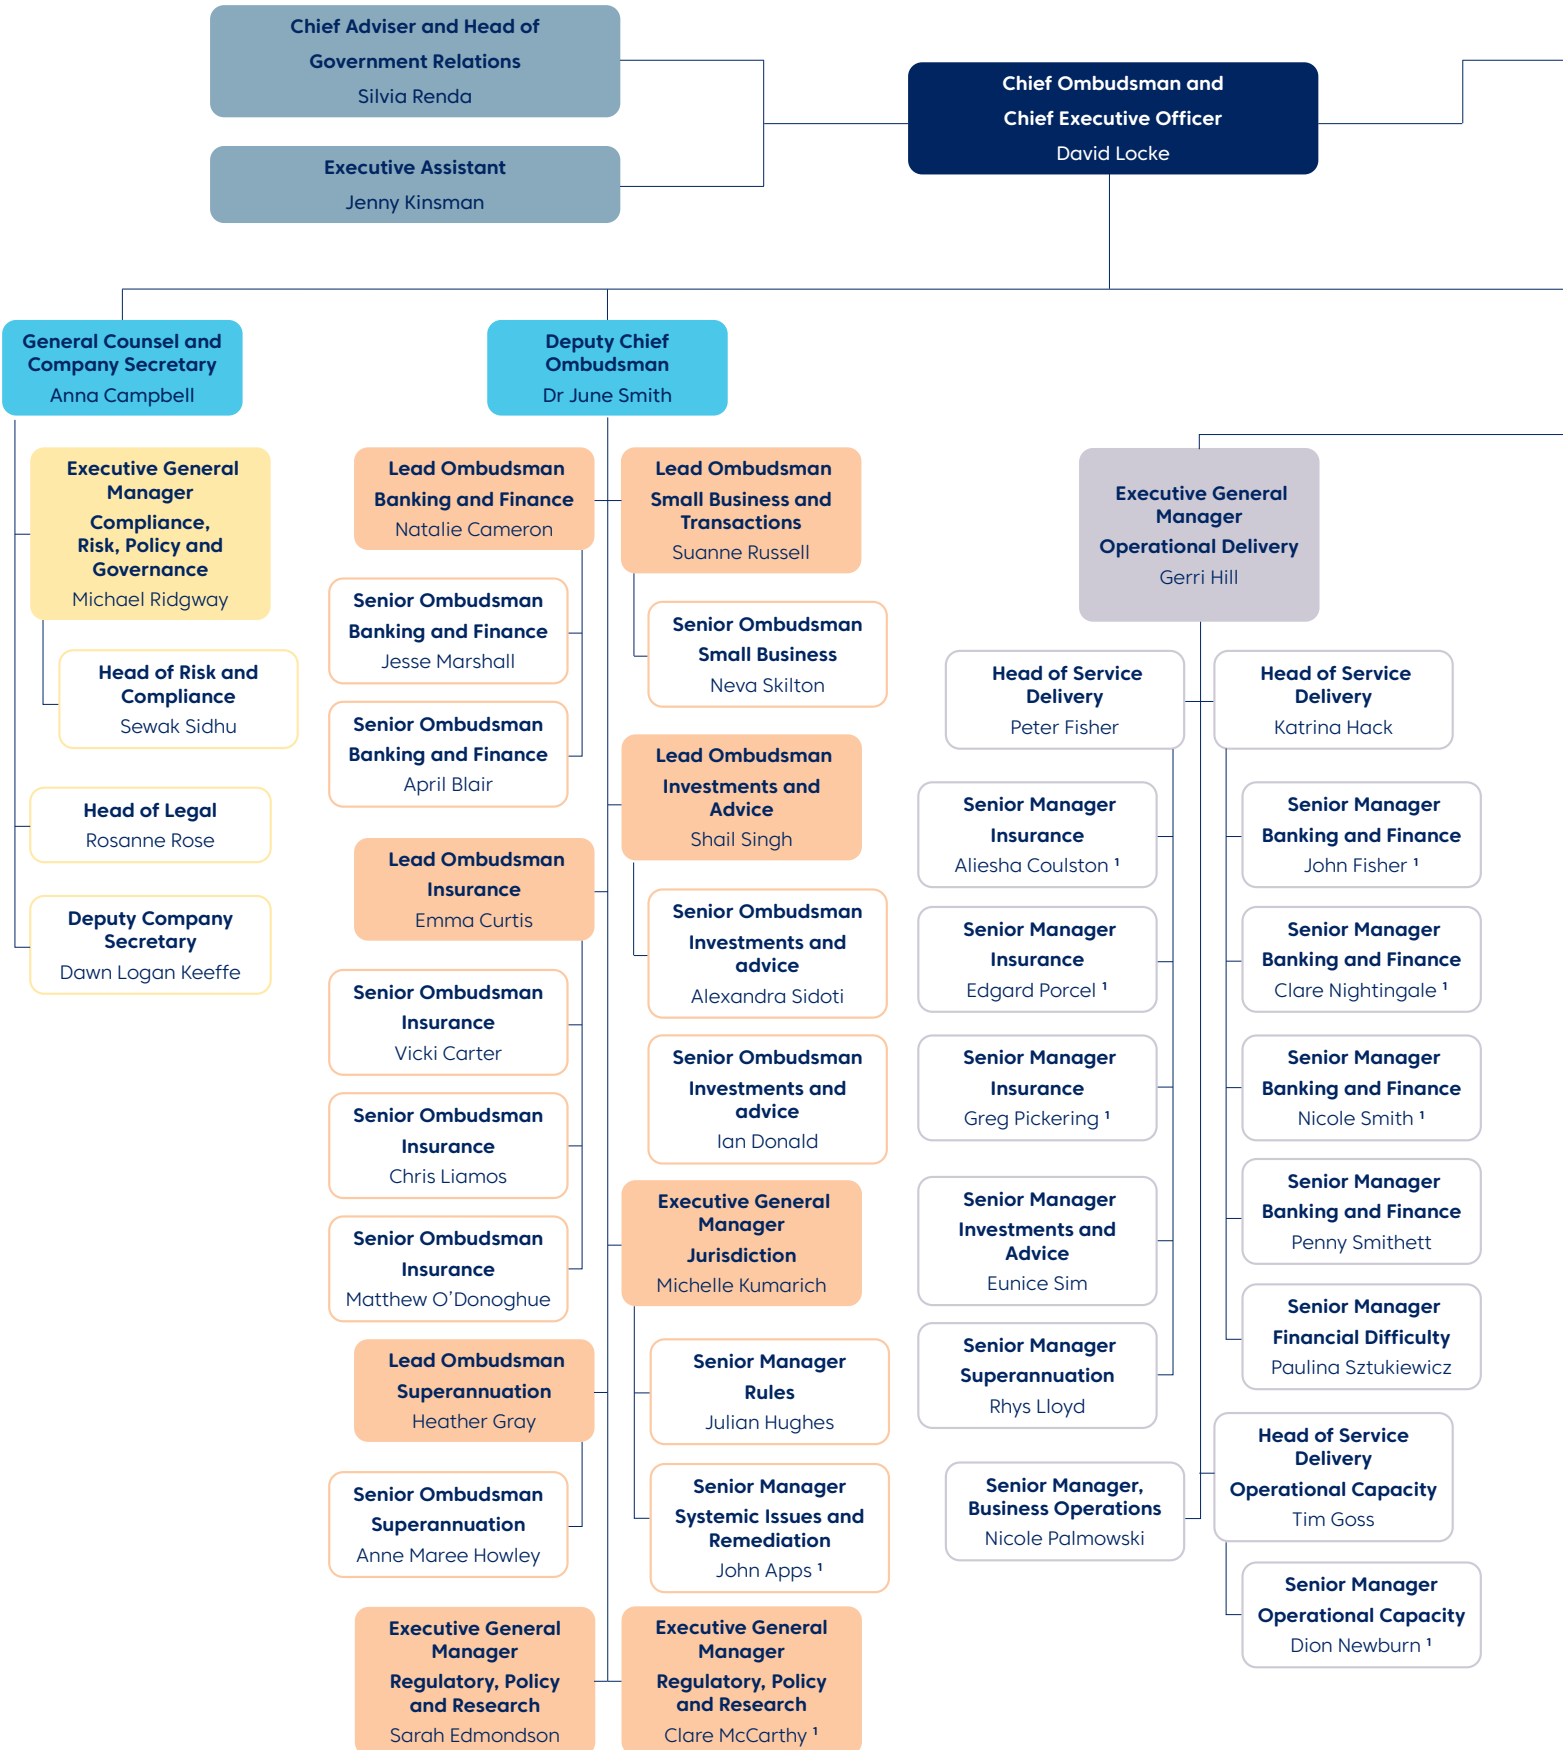 Chief Adviser and Head of
Government Relations
Silvia Renda
Executive Assistant
Jenny Kinsman
Chief Ombudsman and
Chief Executive Officer
David Locke
General Counsel and
Company Secretary
Anna Campbell
Executive General
Manager
Compliance,
Risk, Policy and
Governance
Michael Ridgway
Head of Risk and
Compliance
Sewak Sidhu
Head of Legal
Rosanne Rose
Deputy Company
Secretary
Dawn Logan Keeffe
Deputy Chief
Ombudsman
Dr June Smith
Lead Ombudsman
Banking and Finance
Natalie Cameron
Senior Ombudsman
Banking and Finance
Jesse Marshall
Senior Ombudsman
Banking and Finance
April Blair
Lead Ombudsman
Insurance
Emma Curtis
Senior Ombudsman
Insurance
Vicki Carter
Senior Ombudsman
Insurance
Chris Liamos
Senior Ombudsman
Insurance
Matthew O’Donoghue
Lead Ombudsman
Superannuation
Heather Gray
Senior Ombudsman
Superannuation
Anne Maree Howley
Executive General
Manager
Regulatory, Policy
and Research
Sarah Edmondson
Lead Ombudsman
Small Business and
Transactions
Suanne Russell
Senior Ombudsman
Small Business
Neva Skilton
Lead Ombudsman
Investments and
Advice
Shail Singh
Senior Ombudsman
Investments and
advice
Alexandra Sidoti
Senior Ombudsman
Investments and
advice
Ian Donald
Executive General
Manager
Jurisdiction
Michelle Kumarich
Senior Manager
Rules
Julian Hughes
Senior Manager
Systemic Issues and
Remediation
John Apps ¹
Executive General
Manager
Regulatory, Policy
and Research
Clare McCarthy ¹
Executive General
Manager
Operational Delivery
Gerri Hill
Head of Service
Delivery
Peter Fisher
Senior Manager
Insurance
Aliesha Coulston ¹
Senior Manager
Insurance
Edgard Porcel ¹
Senior Manager
Insurance
Greg Pickering ¹
Senior Manager
Investments and
Advice
Eunice Sim
Senior Manager
Superannuation
Rhys Lloyd
Senior Manager,
Business Operations
Nicole Palmowski
Head of Service
Delivery
Katrina Hack
Senior Manager
Banking and Finance
John Fisher ¹
Senior Manager
Banking and Finance
Clare Nightingale ¹
Senior Manager
Banking and Finance
Nicole Smith ¹
Senior Manager
Banking and Finance
Penny Smithett
Senior Manager
Financial Difficulty
Paulina Sztukiewicz
Head of Service
Delivery
Operational Capacity
Tim Goss
Senior Manager
Operational Capacity
Dion Newburn ¹